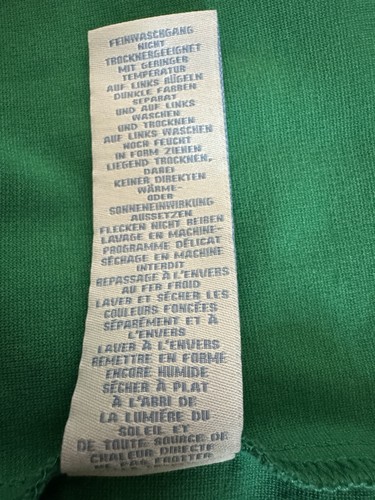 FEINWASCHGANG
NICHT
TROCKNERGEEIGNET
MIT GERINGER
TEMPERATUR
AUF LINKS BÜGELN
DUNKLE FARBEN
SEPARAT
UND AUF LINKS
WASCHEN
UND TROCKNEN
AUF LINKS WASCHEN
NOCH FEUCHT
IN FORM ZIEHEN
LIEGEND TROCKNEN,
DABEI
KEINER DIREKTEN
WÄRME-
ODER
SONNENEINWIRKUNG
AUSSETZEN
FLECKEN NICHT REIBEN
LAVAGE EN MACHINE-
PROGRAMME DÉLICAT
SÉCHAGE EN MACHINE
INTERDIT
REPASSAGE À L'ENVERS
AU FER FROID
LAVER ET SÉCHER LES
COULEURS FONCÉES
SÉPARÉMENT ET À
L'ENVERS
LAVER À L'ENVERS
REMETTRE EN FORME
ENCORE HUMIDE
SÉCHER À PLAT
À L'ABRI DE
LA LUMIÈRE DU
SOLEIL ET
DE TOUTE SOURCE DE
CHALEUR DIRECTE
NE PAS FROTTER